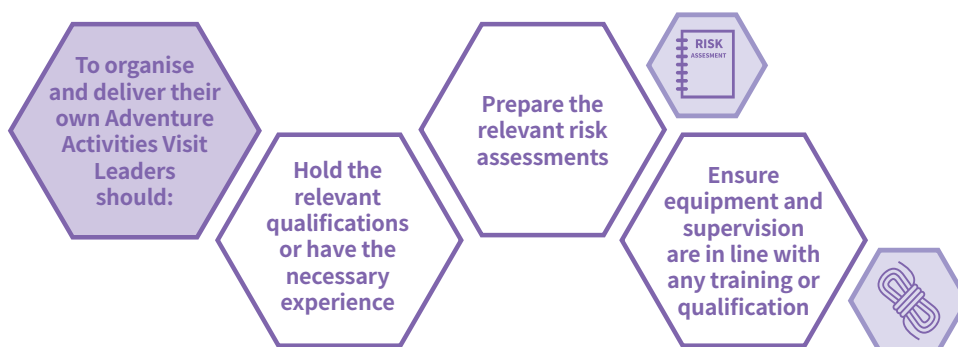 To organise
and deliver their
own Adventure
Activities Visit
Leaders
should:
Hold the
relevant
qualifications
or have the
necessary
experience
Prepare the
relevant risk
assessments
RISK
ASSESMENT
Ensure
equipment and
supervision
are in line with
any training or
qualification